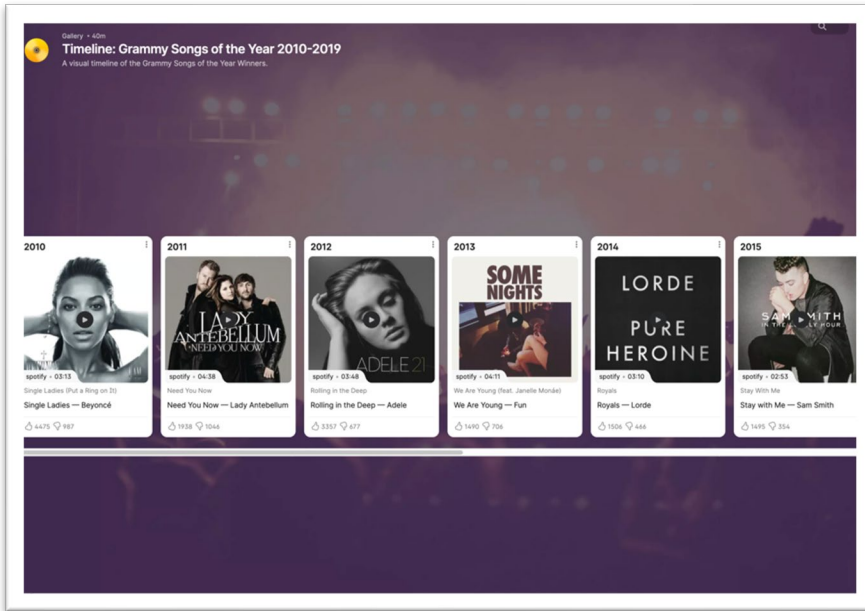 Gallery • 40m
Timeline: Grammy Songs of the Year 2010-2019
A visual timeline of the Grammy Songs of the Year Winners.
2010
spotify • 03:13
Single Ladies (Put a Ring on It)
Single Ladies — Beyoncé
4475 987
2011
LADY
ANTEBELLUM
NEED YOU NOW
spotify • 04:38
Need You Now
Need You Now — Lady Antebellum
1938 1046
2012
ADELE 21
spotify • 03:48
Rolling in the Deep
Rolling in the Deep — Adele
3357 677
2013
SOME
NIGHTS
spotify • 04:11
We Are Young (feat. Janelle Monáe)
We Are Young — Fun
1490 706
2014
LORDE
PURE
HEROINE
spotify • 03:10
Royals
Royals — Lorde
1506 466
2015
SAM SMITH
IN THE LY HOUR
spotify • 02:53
Stay With Me
Stay with Me — Sam Smith
1495 354